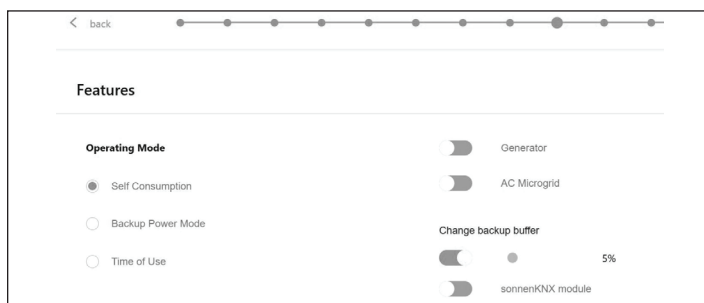 back
Features
Operating Mode
Self Consumption
Backup Power Mode
Time of Use
Generator
AC Microgrid
Change backup buffer
5%
sonnenKNX module